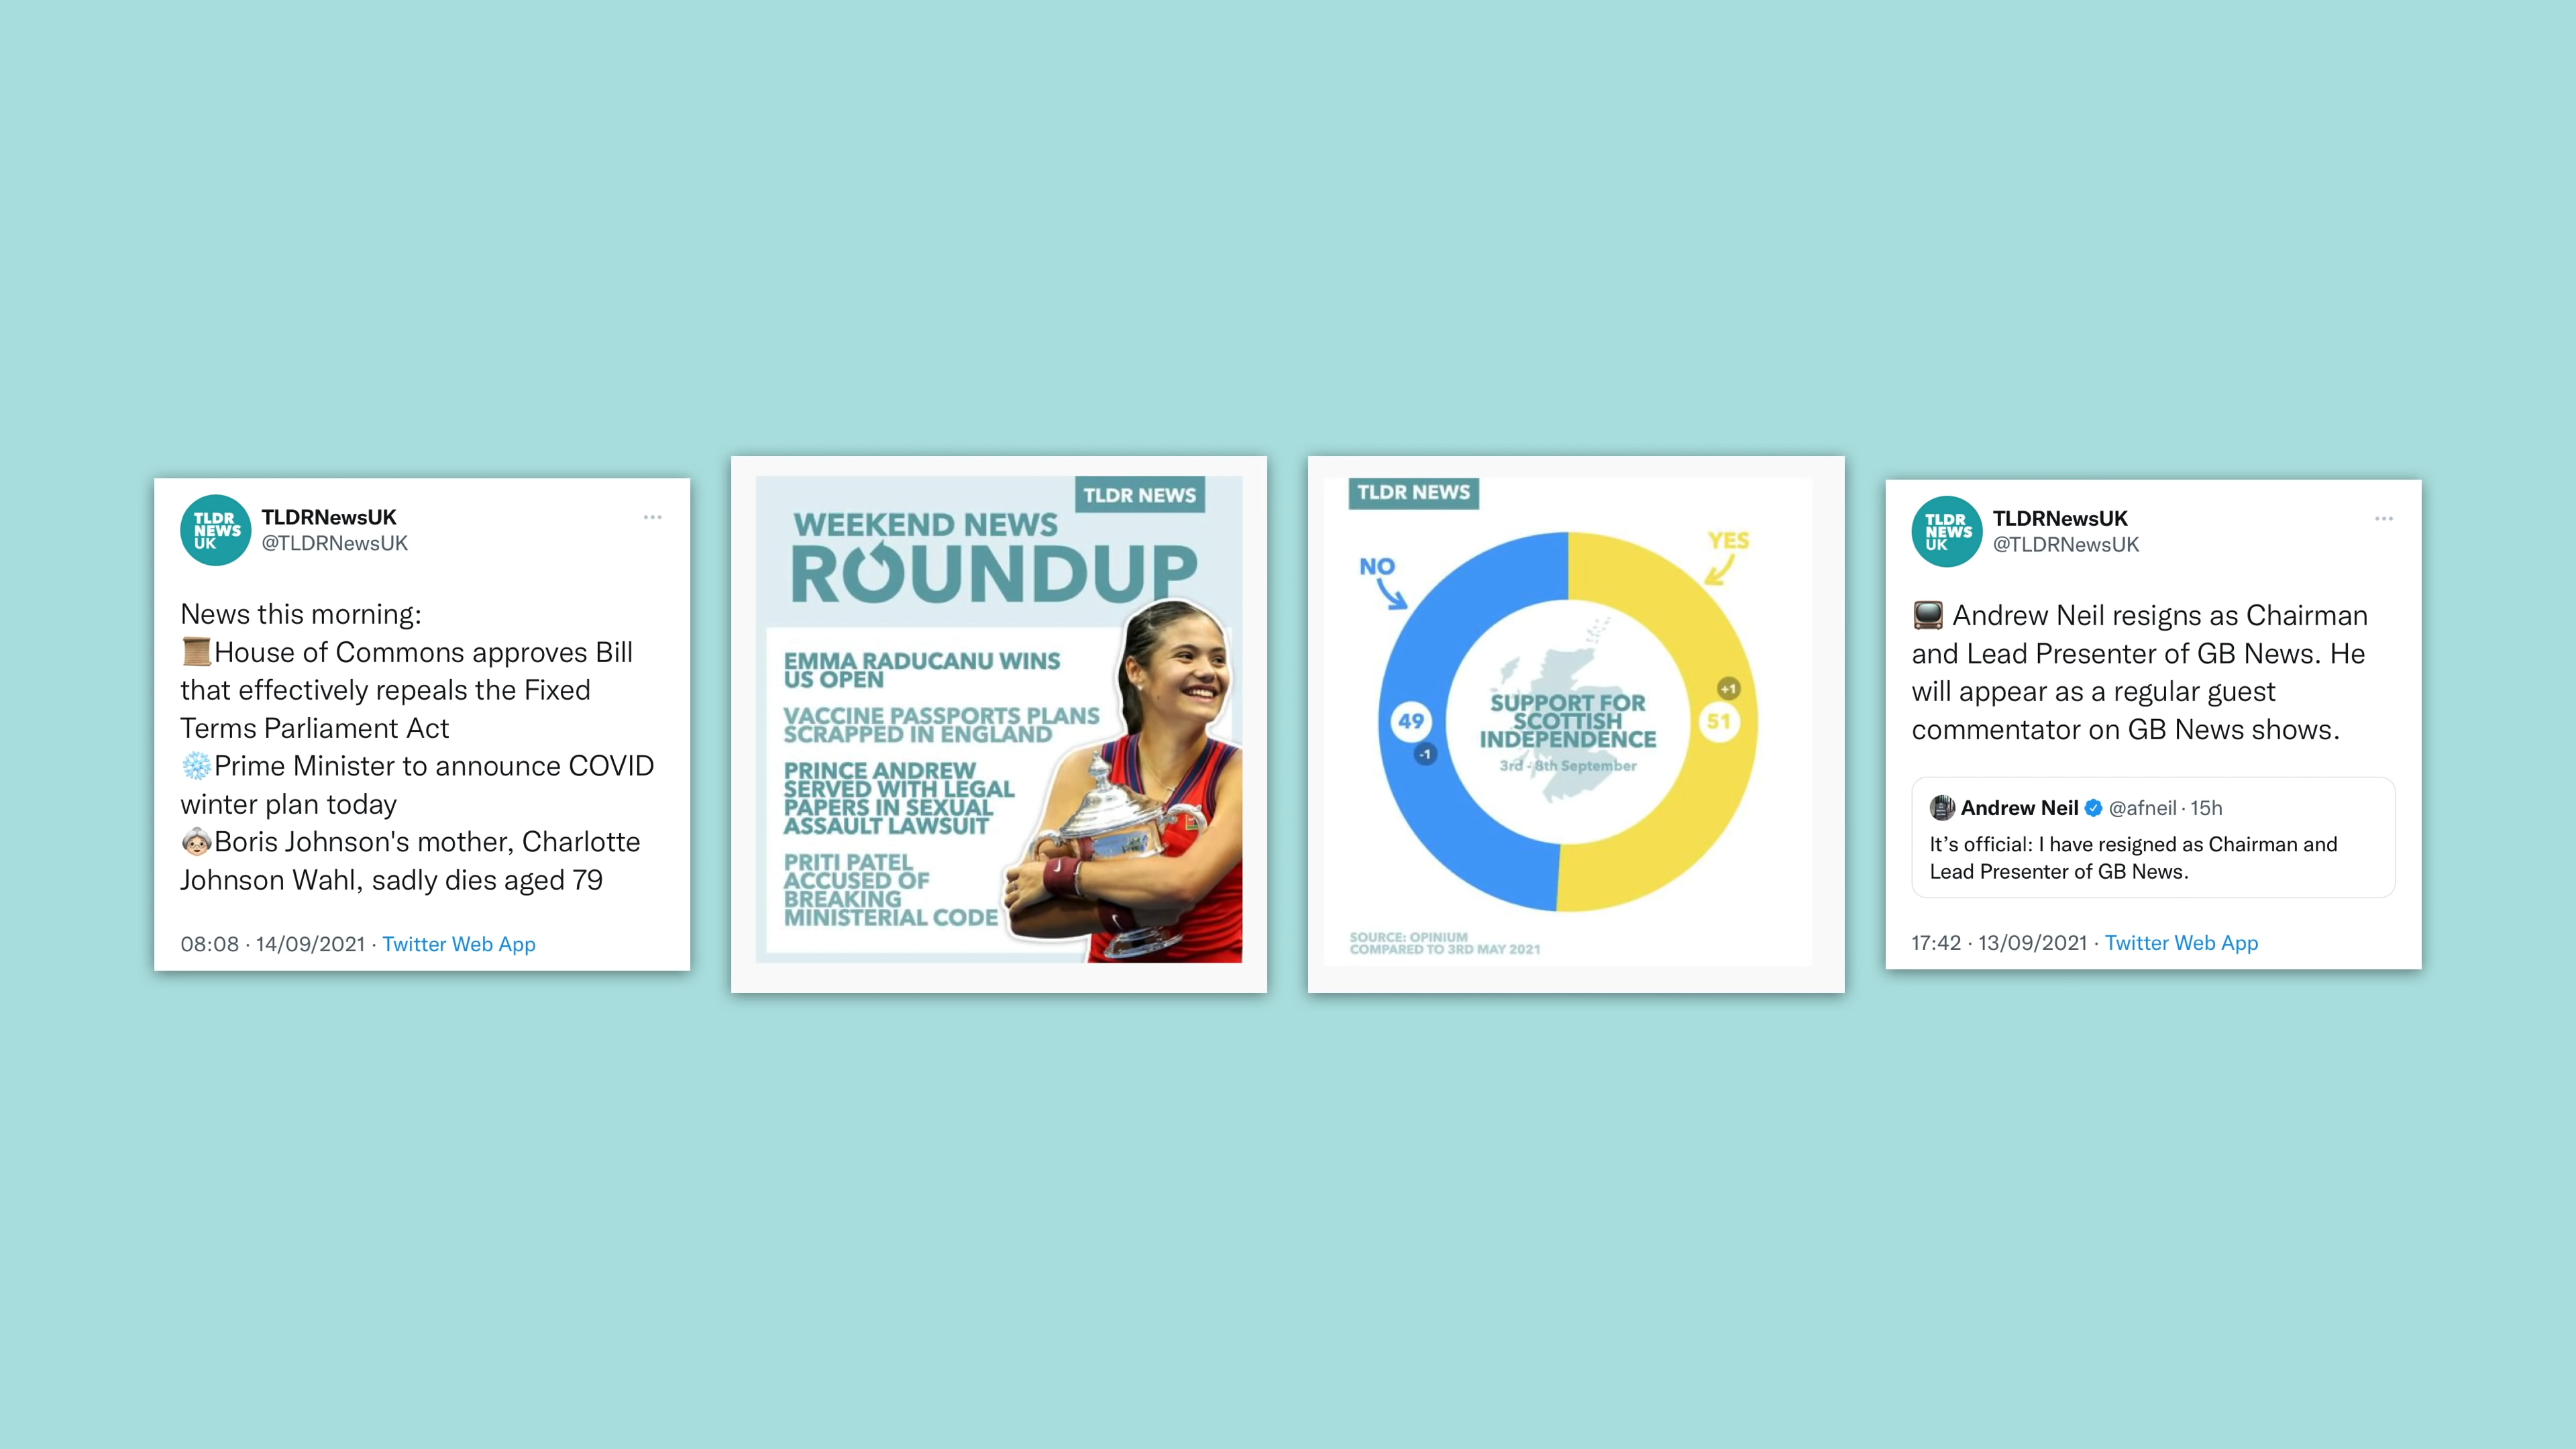 TLDR
NEWS
UK
TLDRNewsUK
@TLDRNewsUK
News this morning:
📜House of Commons approves Bill
that effectively repeals the Fixed
Terms Parliament Act
❄️Prime Minister to announce COVID
winter plan today
👵🏻Boris Johnson's mother, Charlotte
Johnson Wahl, sadly dies aged 79
08:08 · 14/09/2021 · Twitter Web App
TLDR NEWS
WEEKEND NEWS
ROUNDUP
EMMA RADUCANU WINS
US OPEN
VACCINE PASSPORTS PLANS
SCRAPPED IN ENGLAND
PRINCE ANDREW
SERVED WITH LEGAL
PAPERS IN SEXUAL
ASSAULT LAWSUIT
PRITI PATEL
ACCUSED OF
BREAKING
MINISTERIAL CODE
TLDR NEWS
NO
YES
49
-1
+1
51
SUPPORT FOR
SCOTTISH
INDEPENDENCE
3rd - 8th September
SOURCE: OPINIUM
COMPARED TO 3RD MAY 2021
TLDR
NEWS
UK
TLDRNewsUK
@TLDRNewsUK
📺 Andrew Neil resigns as Chairman
and Lead Presenter of GB News. He
will appear as a regular guest
commentator on GB News shows.
Andrew Neil @afneil · 15h
It’s official: I have resigned as Chairman and
Lead Presenter of GB News.
17:42 · 13/09/2021 · Twitter Web App